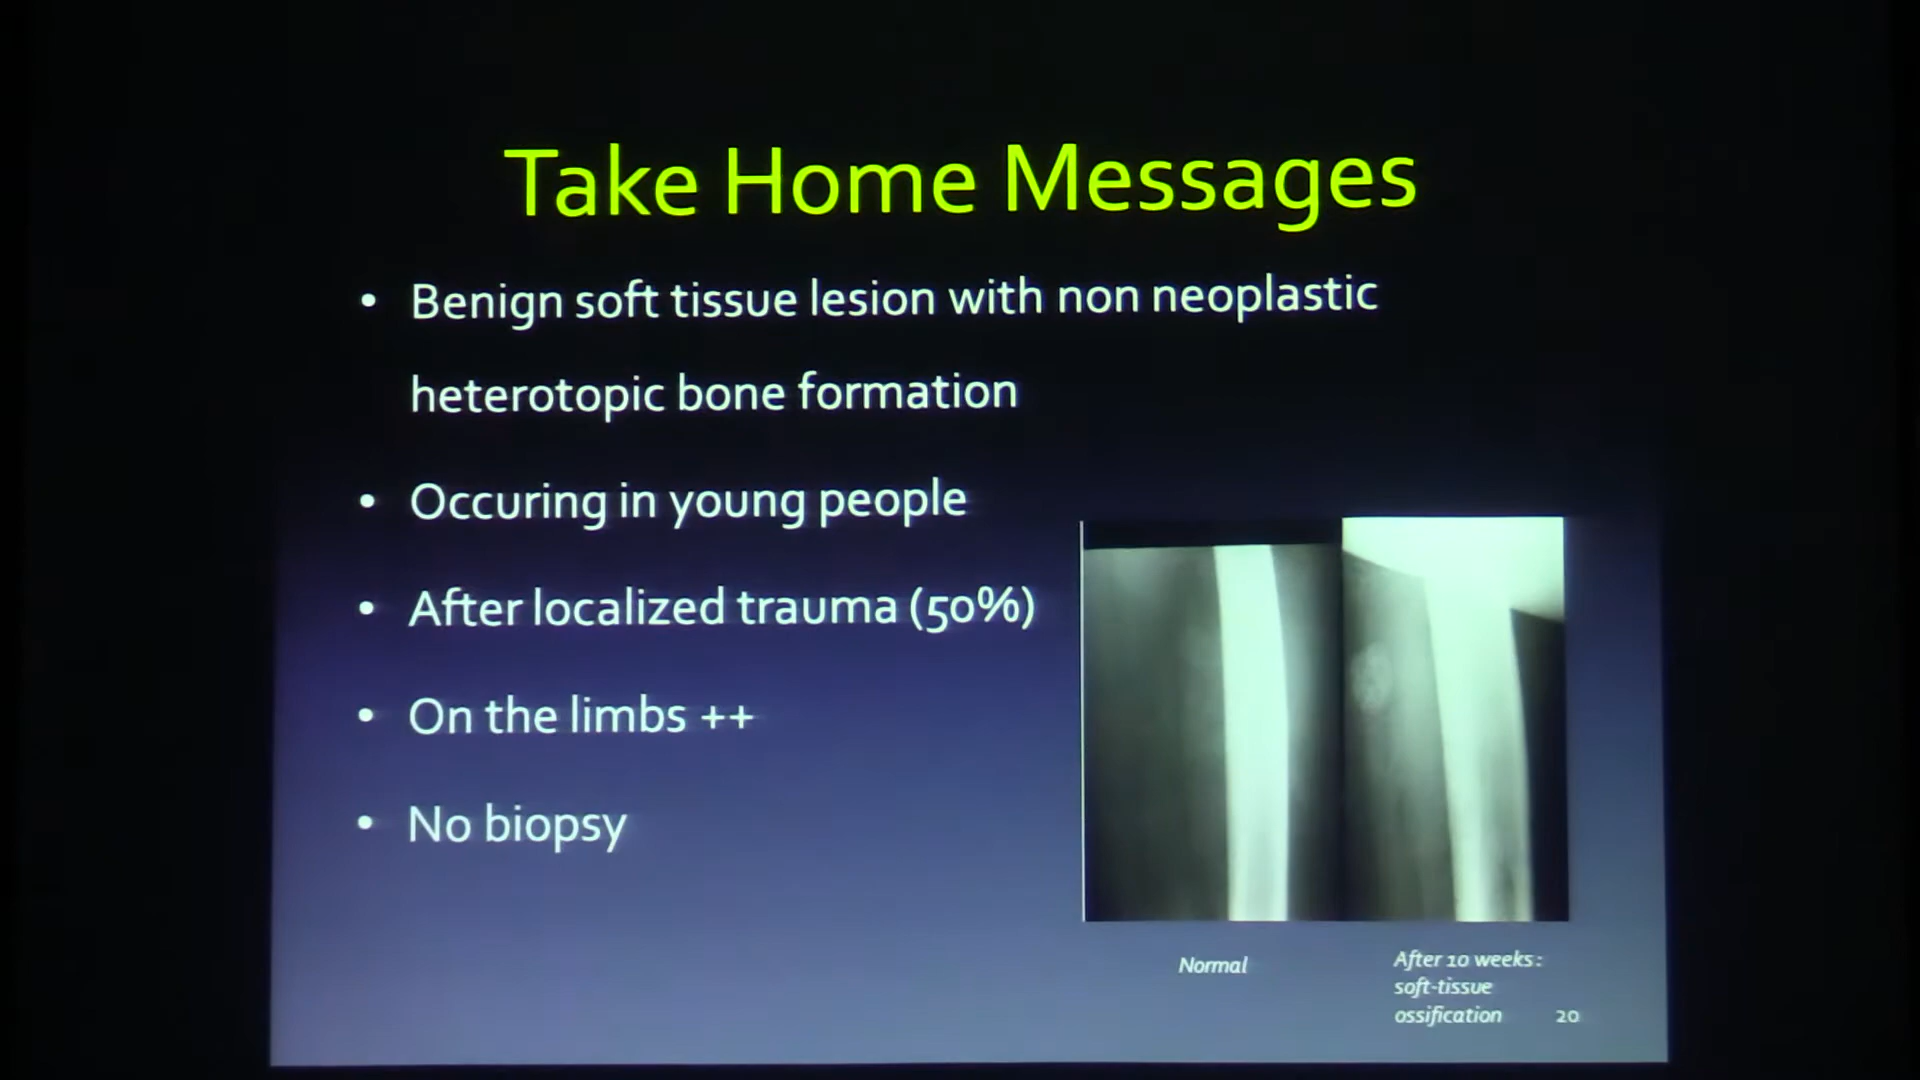 Take Home Messages
• Benign soft tissue lesion with non neoplastic
heterotopic bone formation
• Occuring in young people
• After localized trauma (50%)
• On the limbs ++
• No biopsy
Normal
After 10 weeks:
soft-tissue
ossification
20